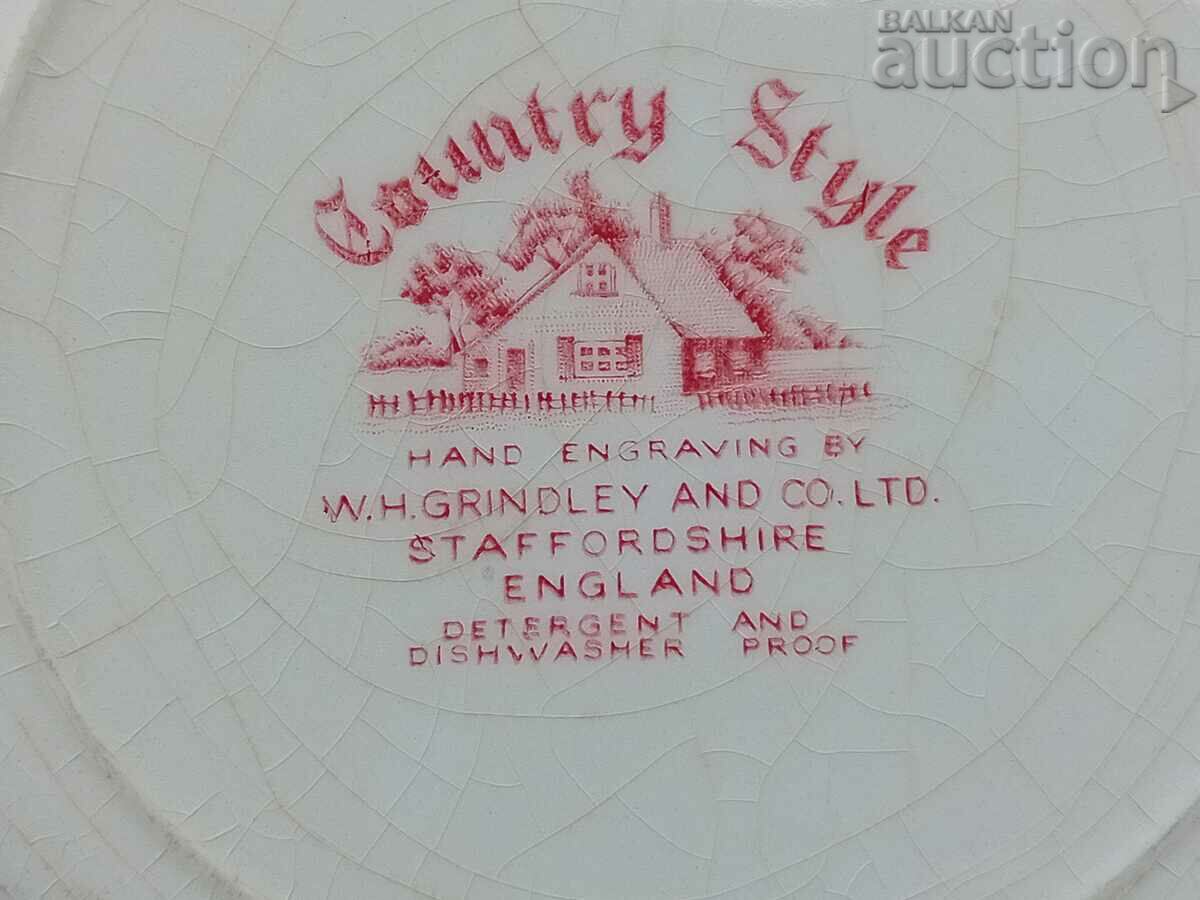 BALKAN
auction
Country Style
HAND ENGRAVING BY
W.H.GRINDLEY AND CO.LTD.
STAFFORDSHIRE
ENGLAND
DETERGENT AND
DISHWASHER PROOF